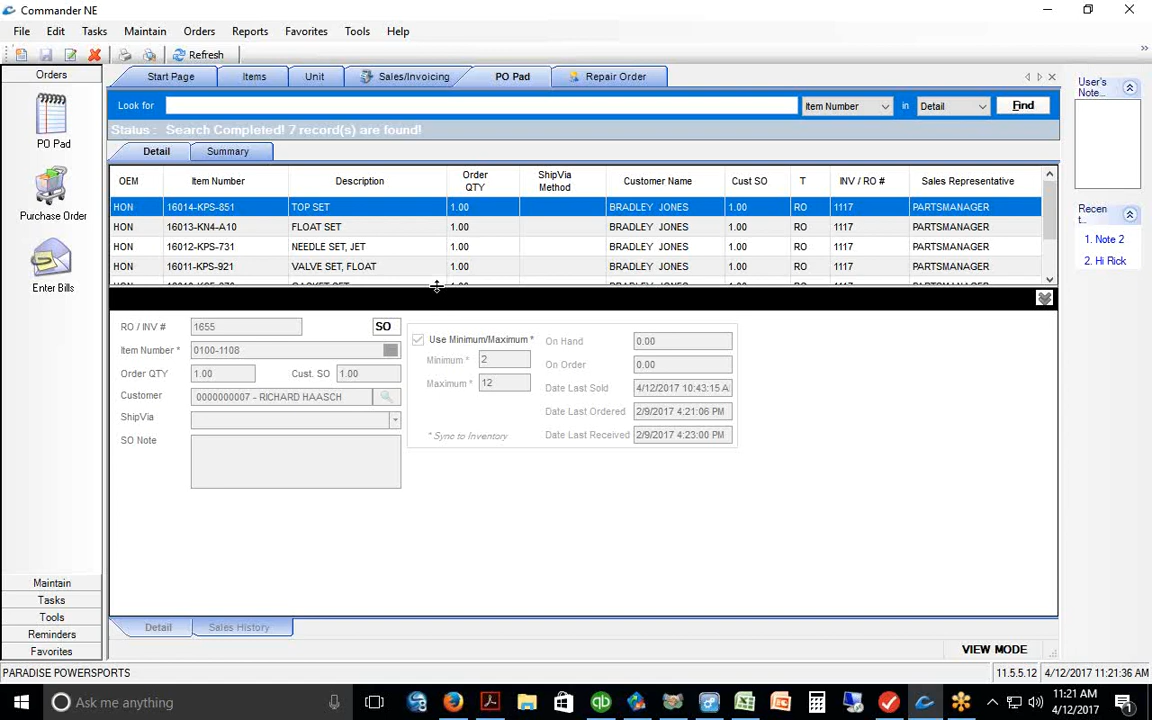 Commander NE
File Edit Tasks Maintain Orders Reports Favorites Tools Help
Refresh
Orders
PO Pad
Purchase Order
Enter Bills
Maintain
Tasks
Tools
Reminders
Favorites
Start Page Items Unit Sales/Invoicing PO Pad Repair Order
Look for Item Number in Detail Find
Status : Search Completed! 7 record(s) are found!
Detail Summary
OEM Item Number Description Order QTY ShipVia Method Customer Name Cust SO T INV / RO # Sales Representative
HON 16014-KPS-851 TOP SET 1.00 BRADLEY JONES 1.00 RO 1117 PARTSMANAGER
HON 16013-KN4-A10 FLOAT SET 1.00 BRADLEY JONES 1.00 RO 1117 PARTSMANAGER
HON 16012-KPS-731 NEEDLE SET, JET 1.00 BRADLEY JONES 1.00 RO 1117 PARTSMANAGER
HON 16011-KPS-921 VALVE SET, FLOAT 1.00 BRADLEY JONES 1.00 RO 1117 PARTSMANAGER
RO / INV # 1655 SO
Item Number * 0100-1108
Order QTY 1.00 Cust. SO 1.00
Customer 0000000007 - RICHARD HAASCH
ShipVia
SO Note
Use Minimum/Maximum *
Minimum * 2
Maximum * 12
* Sync to Inventory
On Hand 0.00
On Order 0.00
Date Last Sold 4/12/2017 10:43:15 A
Date Last Ordered 2/9/2017 4:21:06 PM
Date Last Received 2/9/2017 4:23:00 PM
Detail Sales History
VIEW MODE
User's Note...
Recen t...
1. Note 2
2. Hi Rick
PARADISE POWERSPORTS 11.5.5.12 4/12/2017 11:21:36 AM
Ask me anything
11:21 AM
4/12/2017
1